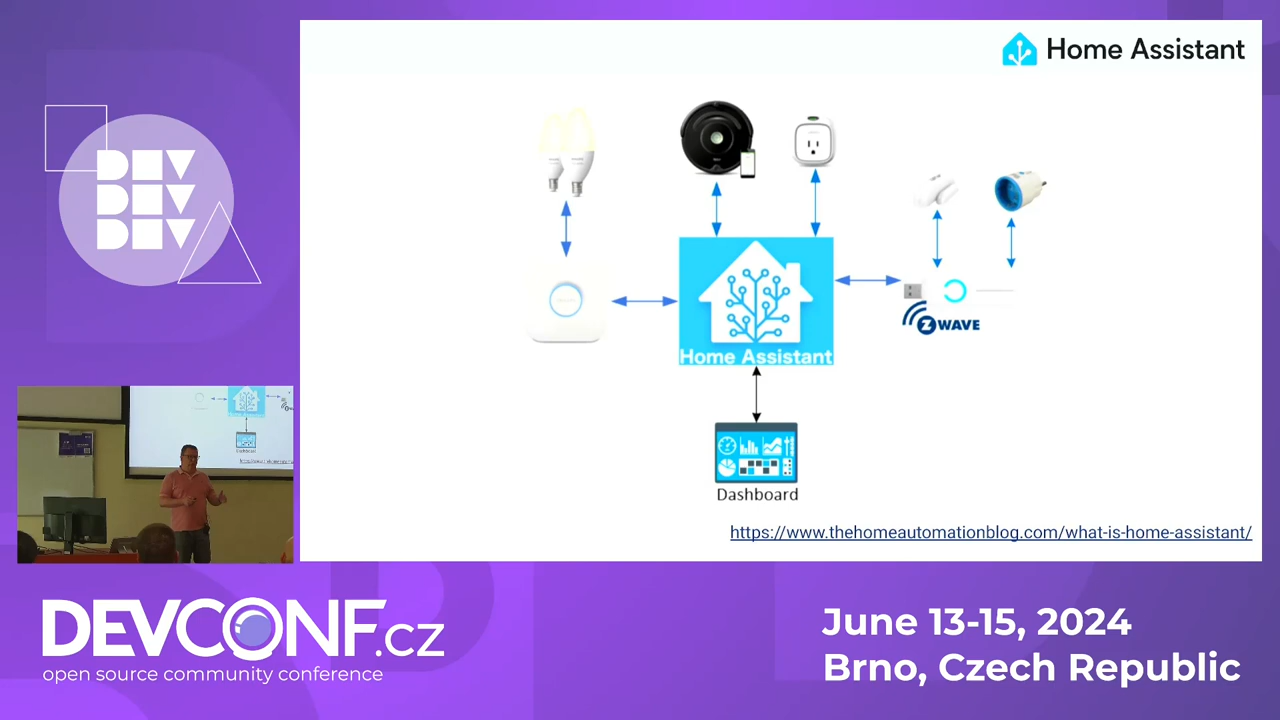 Home Assistant
DEV
DEV
DEV
Z WAVE
Home Assistant
Dashboard
https://www.thehomeautomationblog.com/what-is-home-assistant/
DEVCONF.cz
open source community conference
June 13-15, 2024
Brno, Czech Republic